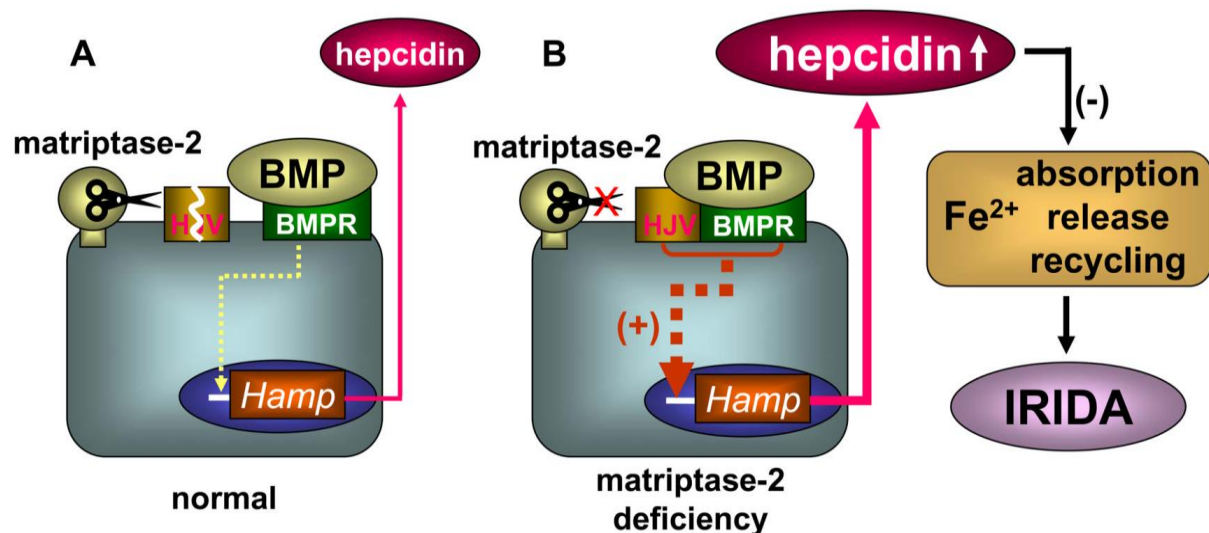 A
hepcidin
matriptase-2
BMP
HJV
BMPR
Hamp
normal
B
hepcidin↑
(-)
matriptase-2
BMP
HJV
BMPR
(+)
Hamp
matriptase-2
deficiency
absorption
Fe²⁺ release
recycling
IRIDA